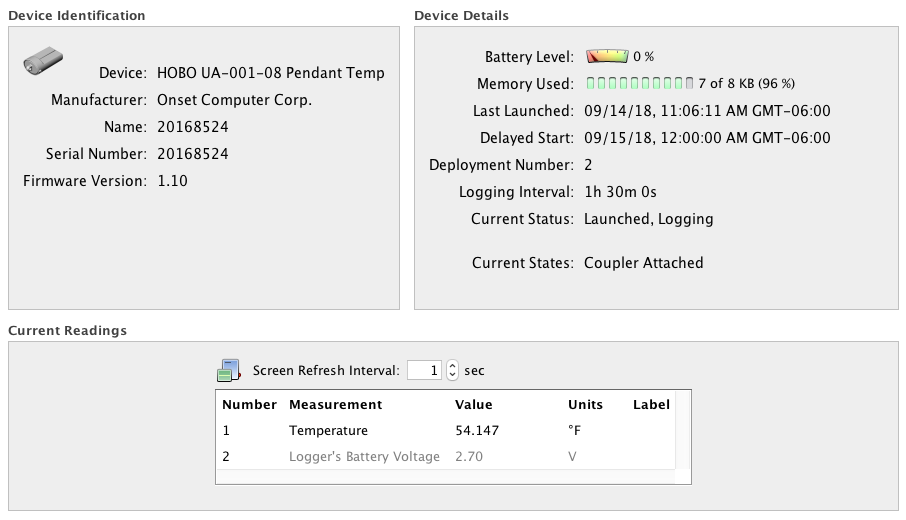 Device Identification
Device: HOBO UA-001-08 Pendant Temp
Manufacturer: Onset Computer Corp.
Name: 20168524
Serial Number: 20168524
Firmware Version: 1.10
Device Details
Battery Level: 0 %
Memory Used: 7 of 8 KB (96 %)
Last Launched: 09/14/18, 11:06:11 AM GMT-06:00
Delayed Start: 09/15/18, 12:00:00 AM GMT-06:00
Deployment Number: 2
Logging Interval: 1h 30m 0s
Current Status: Launched, Logging
Current States: Coupler Attached
Current Readings
Screen Refresh Interval: 1 sec
Number Measurement Value Units Label
1 Temperature 54.147 °F
2 Logger's Battery Voltage 2.70 V